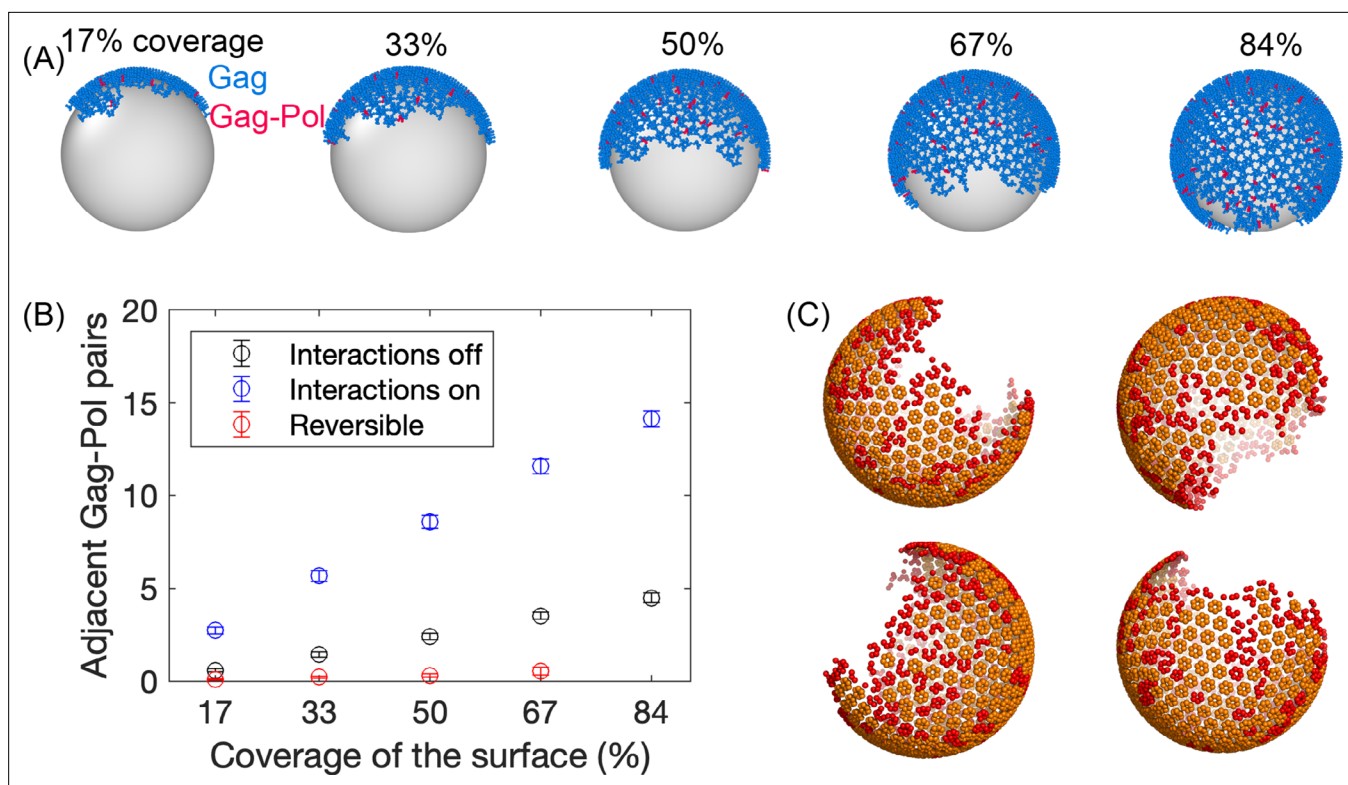 (A)
17% coverage
33%
50%
67%
84%
Gag
Gag-Pol
(B)
Adjacent Gag-Pol pairs
20
15
10
5
0
Interactions off
Interactions on
Reversible
17
33
50
67
84
Coverage of the surface (%)
(C)